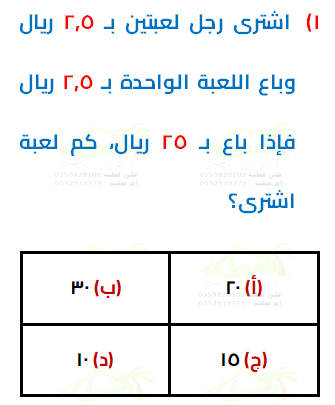 ١) اشترى رجل لعبتين بـ ٢,٥ ريال
وباع اللعبة الواحدة بـ ٢,٥ ريال
فإذا باع بـ ٢٥ ريال، كم لعبة
اشترى؟
(أ) ٢٠
(ب) ٣٠
(ج) ١٥
(د) ١٠